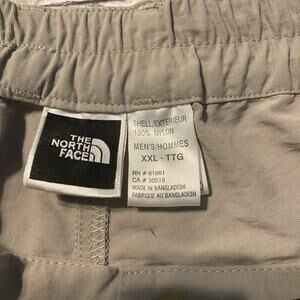 THE
NORTH
FACE
SHELL/EXTERIEUR
100% NYLON
MEN'S/HOMMES
XXL - TTG
RN # 61661
CA # 30516
MADE IN BANGLADESH
FABRIQUE AU BANGLADESH